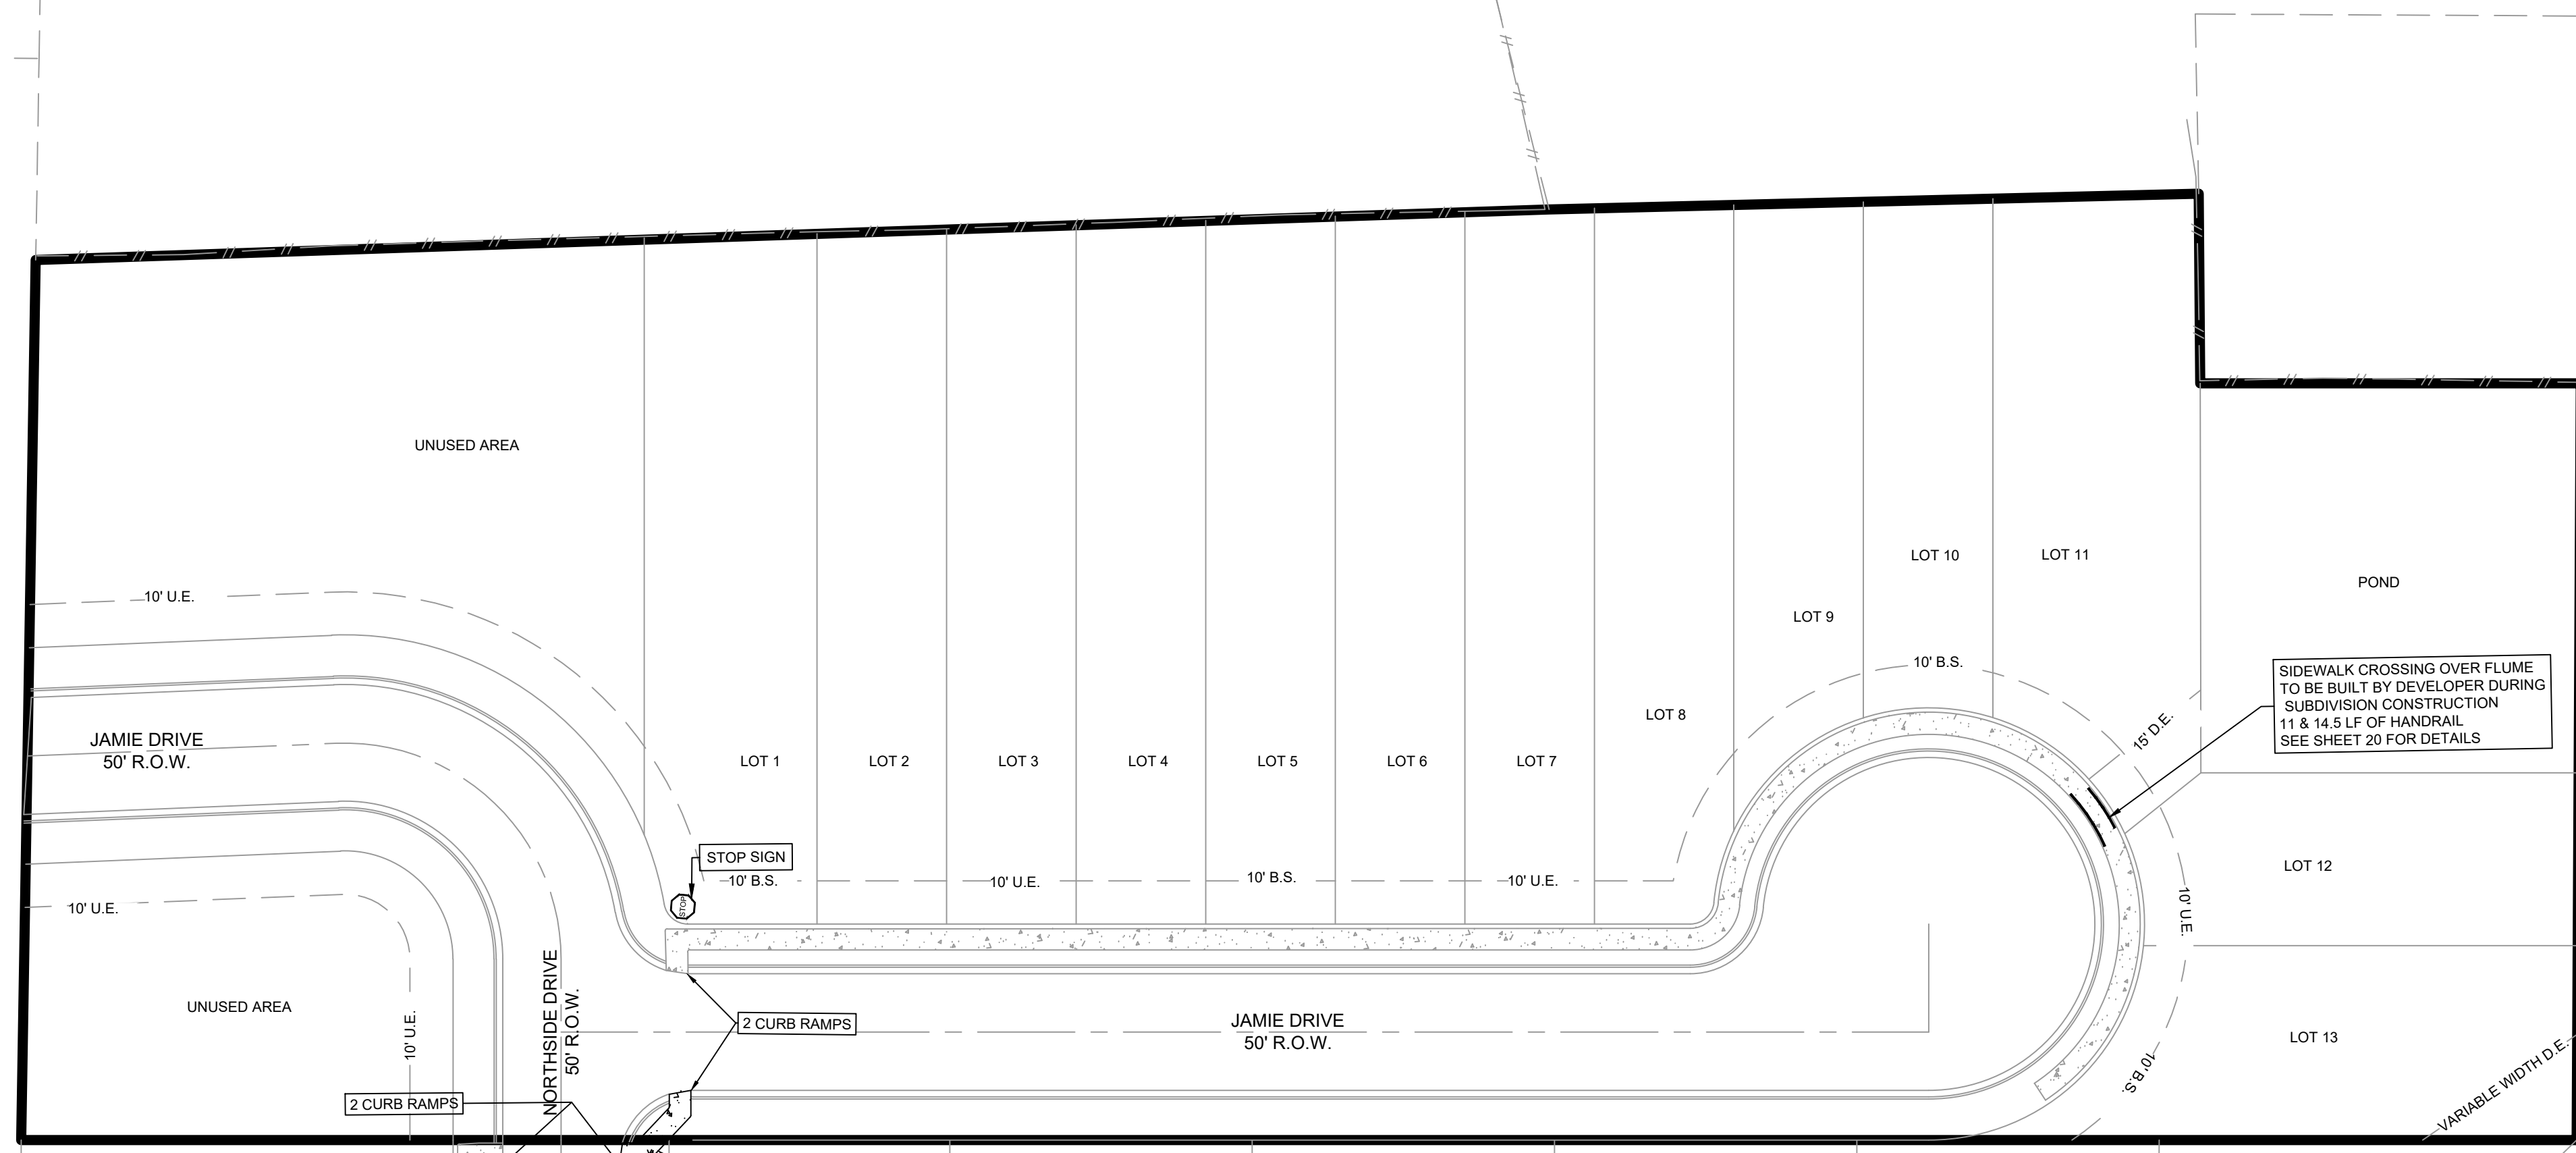 UNUSED AREA
LOT 10
LOT 11
POND
10' U.E.
LOT 9
10' B.S.
SIDEWALK CROSSING OVER FLUME
TO BE BUILT BY DEVELOPER DURING
SUBDIVISION CONSTRUCTION
11 & 14.5 LF OF HANDRAIL
SEE SHEET 20 FOR DETAILS
LOT 8
15' D.E.
JAMIE DRIVE
50' R.O.W.
LOT 1
LOT 2
LOT 3
LOT 4
LOT 5
LOT 6
LOT 7
STOP SIGN
LOT 12
10' B.S.
10' U.E.
10' B.S.
10' U.E.
STOP
10' U.E.
10' U.E.
UNUSED AREA
10' U.E.
NORTHSIDE DRIVE
50' R.O.W.
2 CURB RAMPS
JAMIE DRIVE
50' R.O.W.
LOT 13
10' B.S.
VARIABLE WIDTH D.E.
2 CURB RAMPS